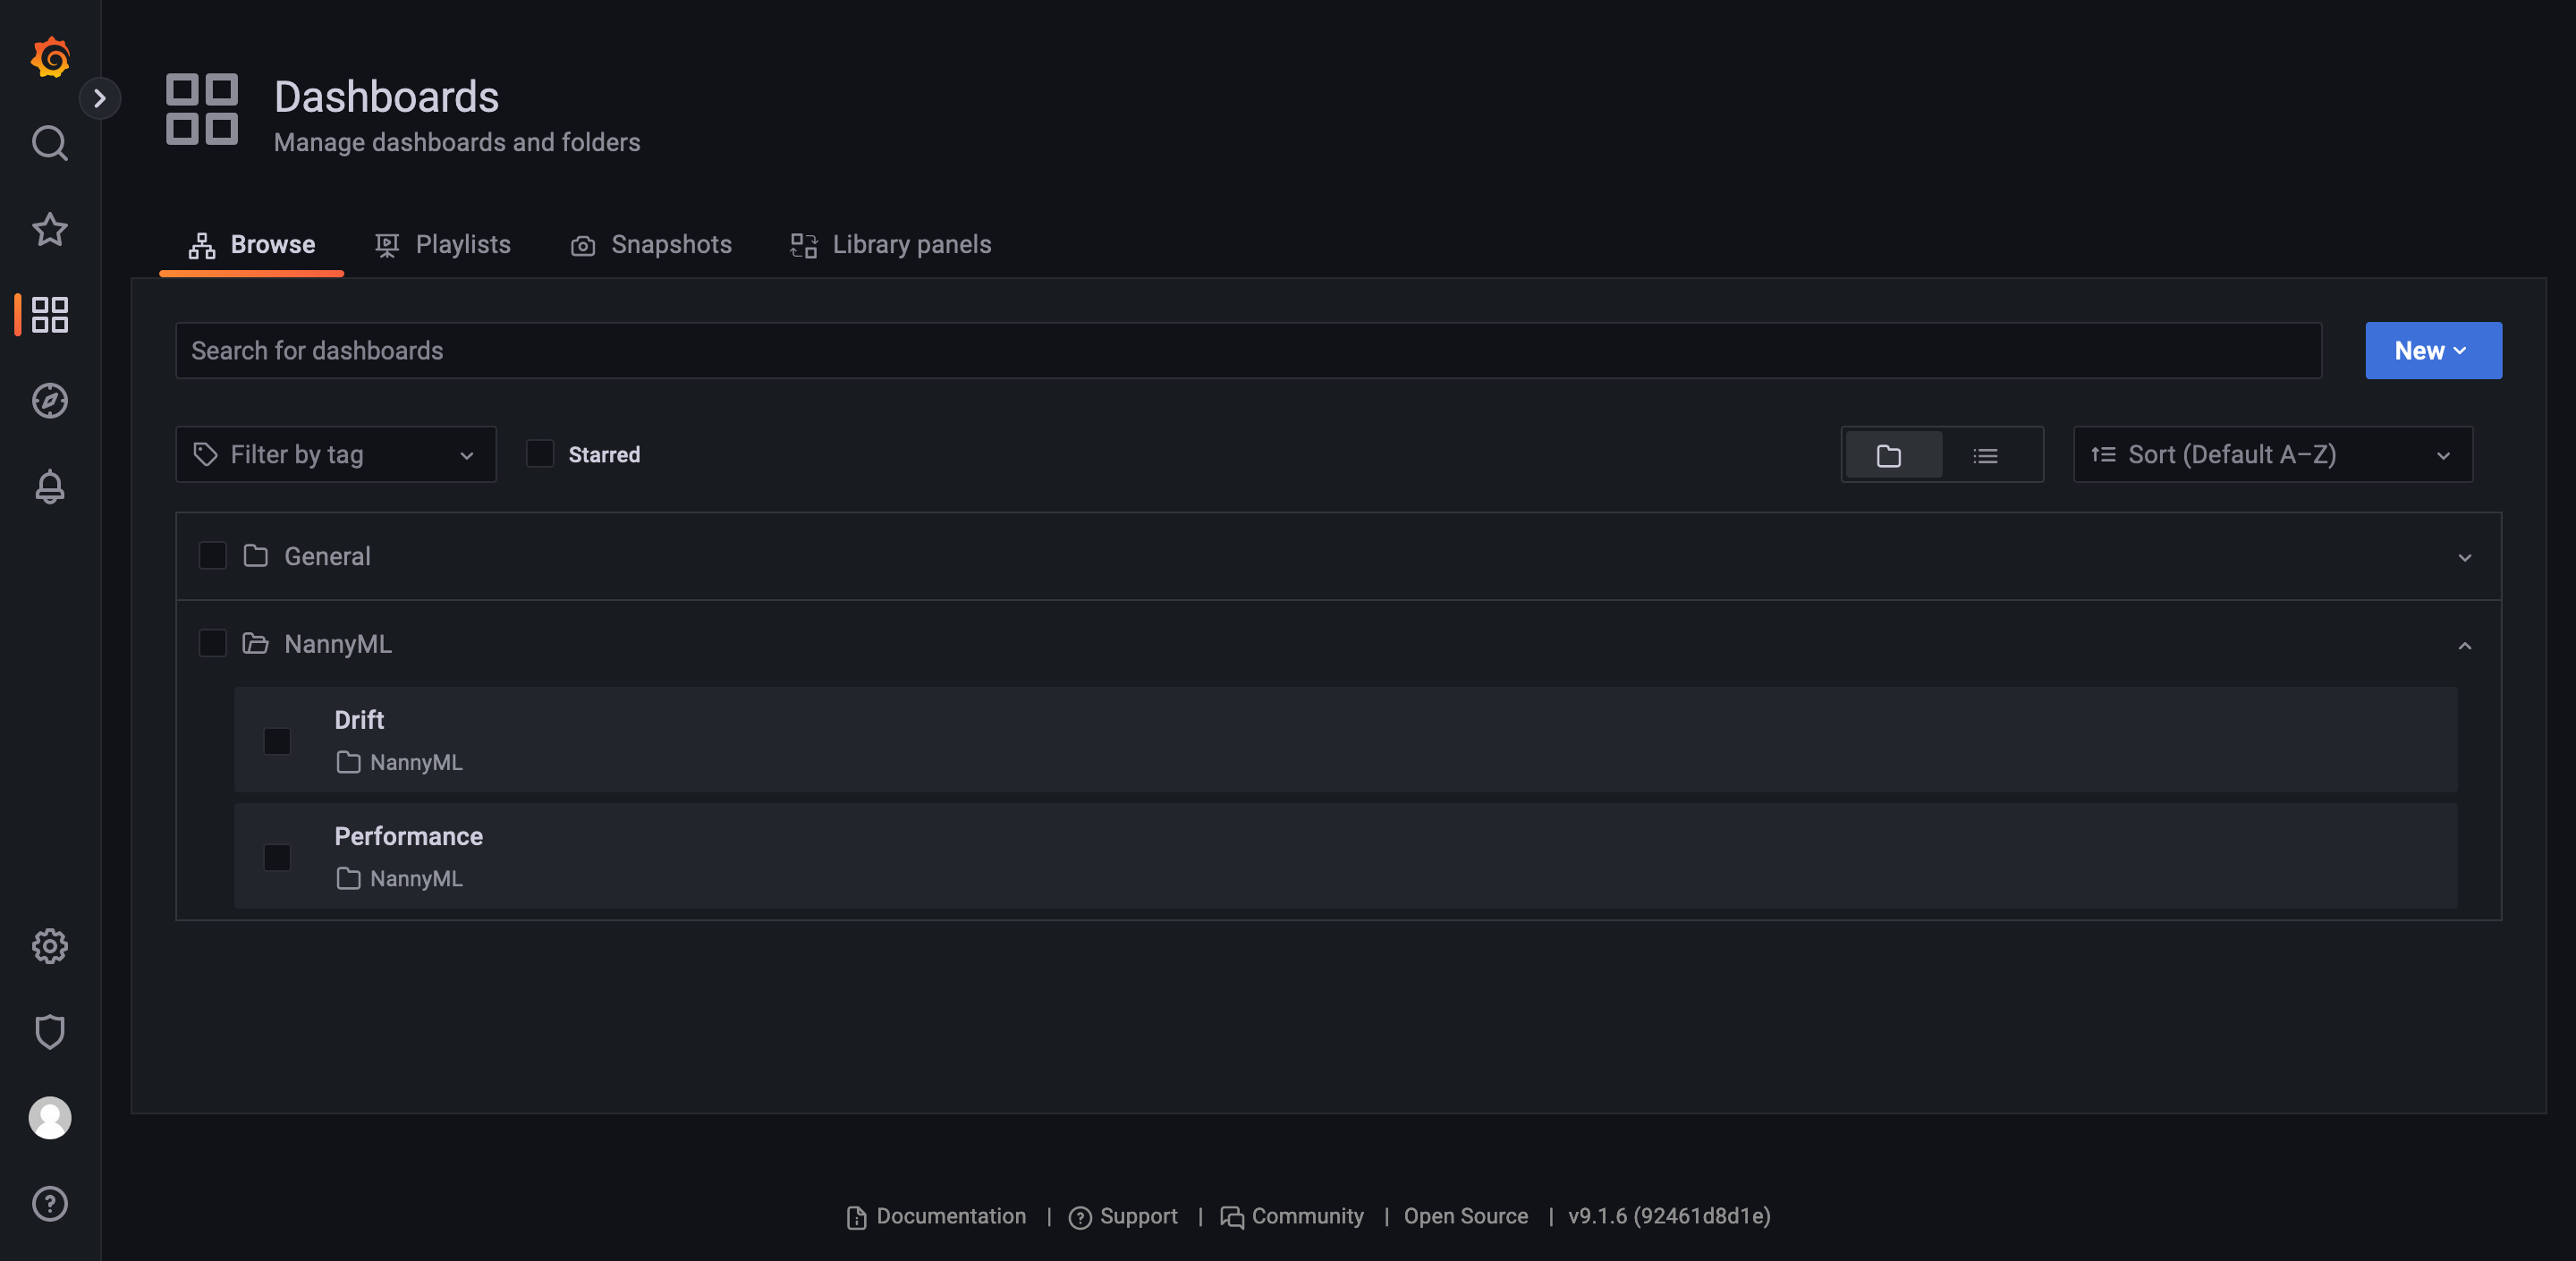 Dashboards
Manage dashboards and folders
Browse Playlists Snapshots Library panels
Search for dashboards New
Filter by tag Starred Sort (Default A–Z)
General
NannyML
Drift
NannyML
Performance
NannyML
Documentation | Support | Community | Open Source | v9.1.6 (92461d8d1e)